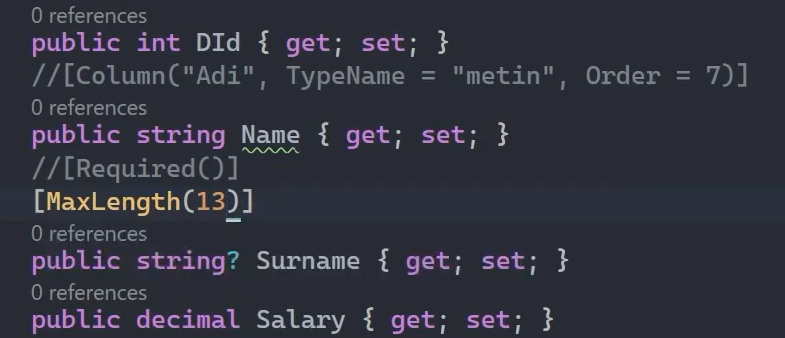 0 references
public int DId { get; set; }
//[Column("Adi", TypeName = "metin", Order = 7)]
0 references
public string Name { get; set; }
//[Required()]
[MaxLength(13)]
0 references
public string? Surname { get; set; }
0 references
public decimal Salary { get; set; }